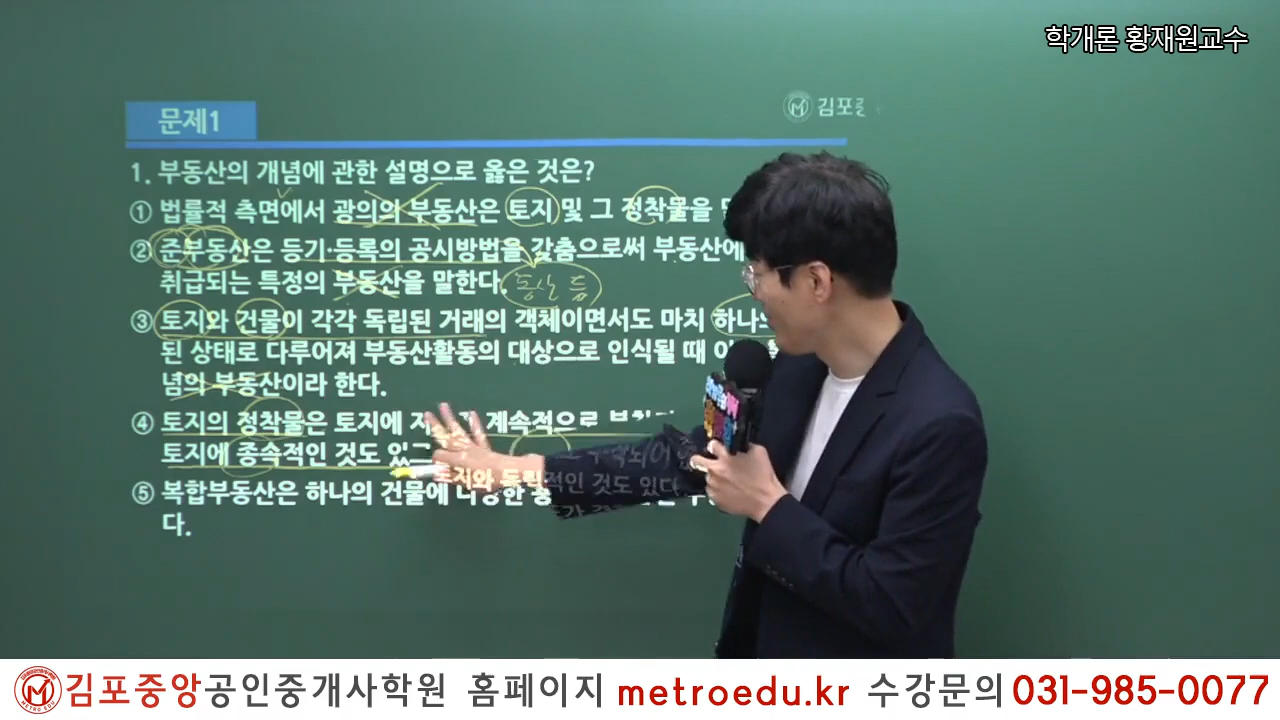 학개론 황재원교수
김포
문제1
1. 부동산의 개념에 관한 설명으로 옳은 것은?
① 법률적 측면에서 광의의 부동산은 토지 및 그 정착물을
② 준부동산은 등기·등록의 공시방법을 갖춤으로써 부동산에
취급되는 특정의 부동산을 말한다.
동산 등
③ 토지와 건물이 각각 독립된 거래의 객체이면서도 마치
된 상태로 다루어져 부동산활동의 대상으로 인식될 때
념의 부동산이라 한다.
④ 토지의 정착물은 토지에 계속적으로
토지에 종속적인 것도
토지와 독립적인 것도 있다
⑤ 복합부동산은 하나의 건물에
다.
김포중앙공인중개사학원 홈페이지 metroedu.kr 수강문의 031-985-0077
METRO EDU